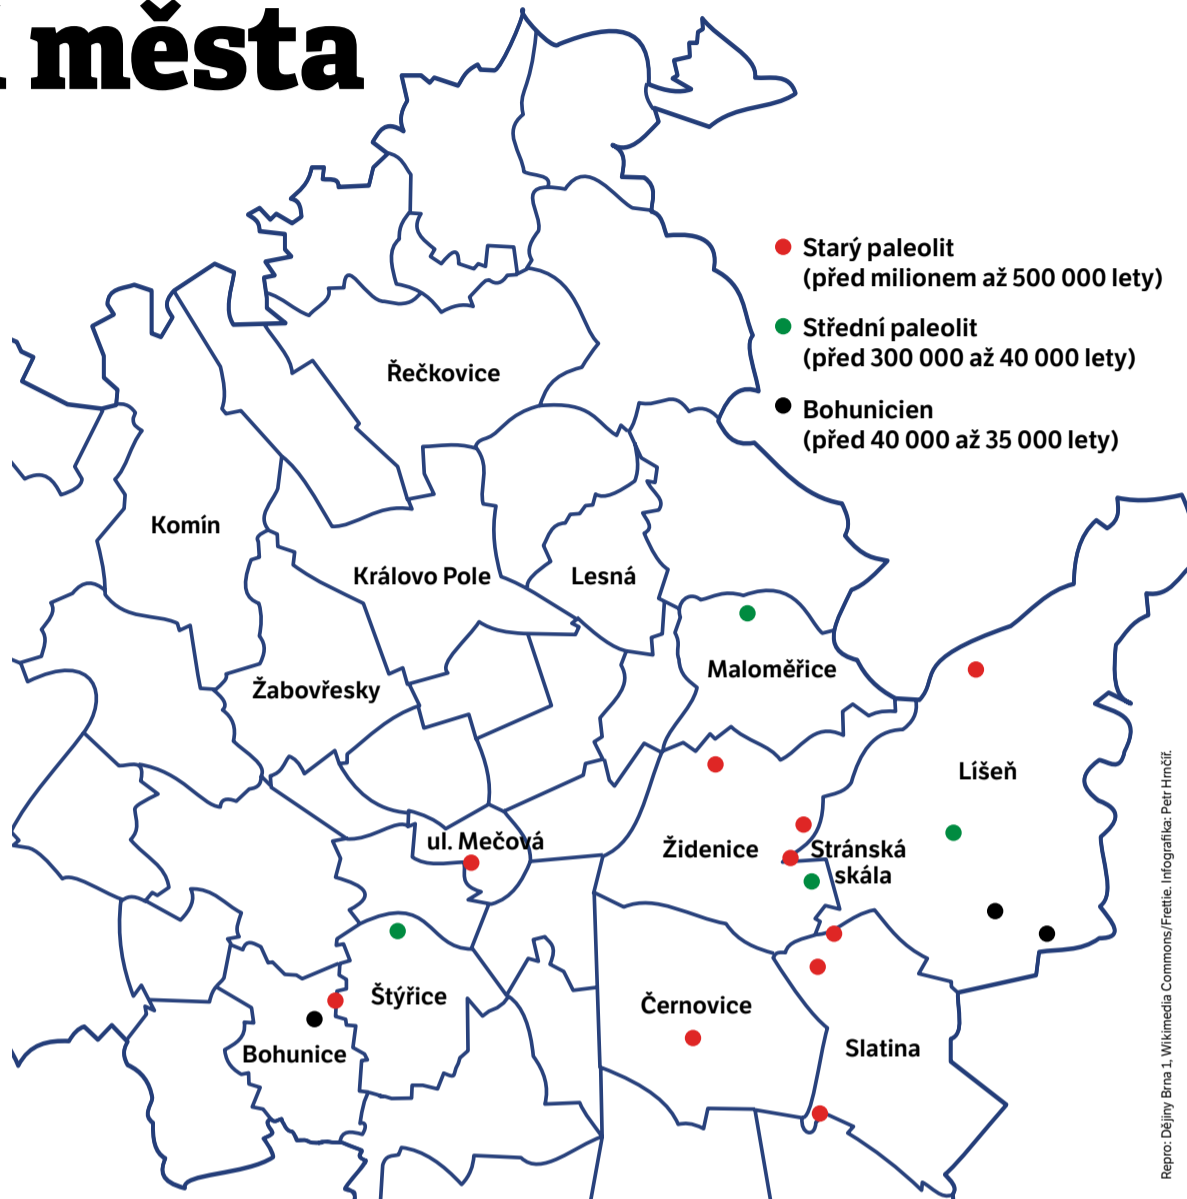 města
Starý paleolit
(před milionem až 500 000 lety)
Střední paleolit
(před 300 000 až 40 000 lety)
Bohunicien
(před 40 000 až 35 000 lety)
Řečkovice
Komín
Královo Pole
Lesná
Maloměřice
Žabovřesky
Líšeň
ul. Mečová
Židenice
Stránská
skála
Štýřice
Černovice
Bohunice
Slatina
Repro: Dějiny Brna 1, Wikimedia Commons/Frettie. Infografika: Petr Hrnčíř.